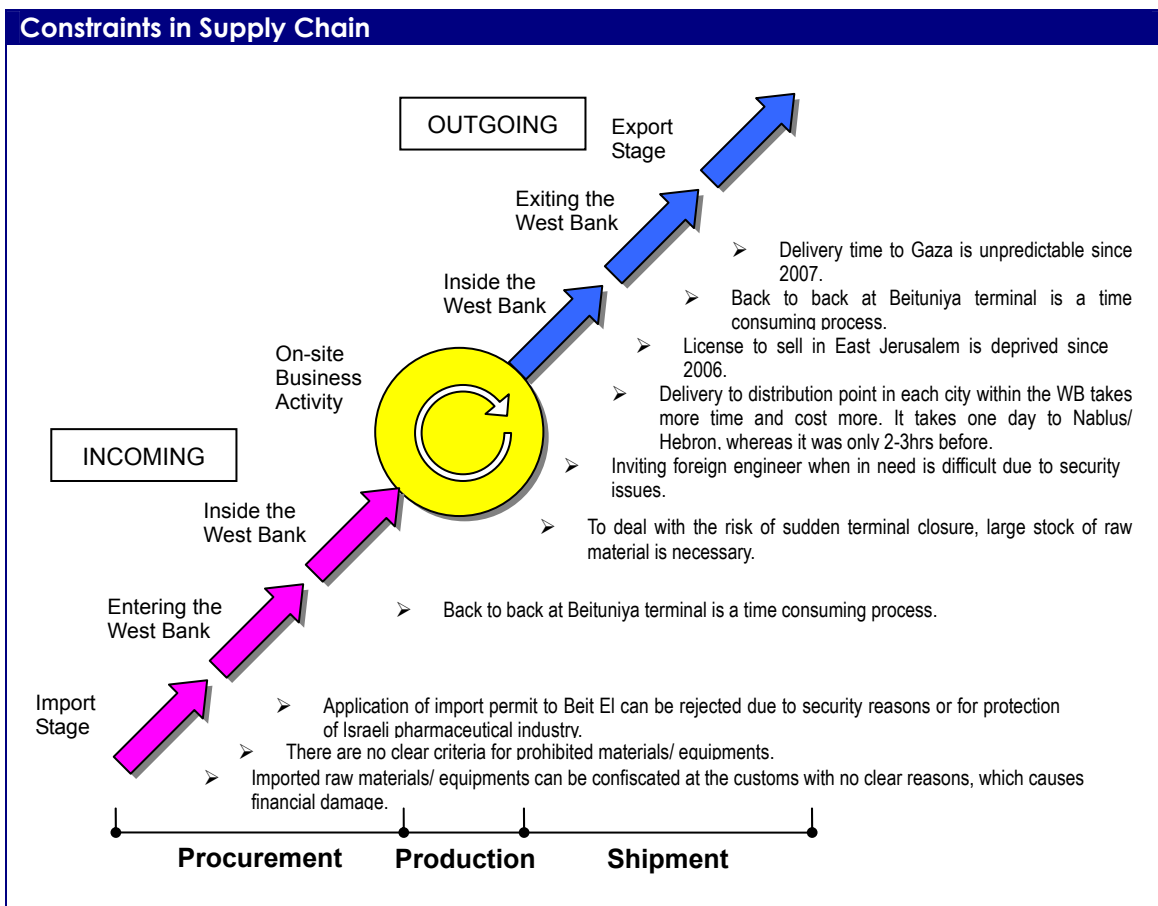 Constraints in Supply Chain
OUTGOING
Export
Stage
Exiting the
West Bank
➢ Delivery time to Gaza is unpredictable since
2007.
Inside the
West Bank
➢ Back to back at Beituniya terminal is a time
consuming process.
➢ License to sell in East Jerusalem is deprived since
2006.
On-site
Business
Activity
➢ Delivery to distribution point in each city within the WB takes
more time and cost more. It takes one day to Nablus/
Hebron, whereas it was only 2-3hrs before.
INCOMING
➢ Inviting foreign engineer when in need is difficult due to security
issues.
Inside the
West Bank
➢ To deal with the risk of sudden terminal closure, large stock of raw
material is necessary.
Entering the
West Bank
➢ Back to back at Beituniya terminal is a time consuming process.
Import
Stage
➢ Application of import permit to Beit El can be rejected due to security reasons or for protection
of Israeli pharmaceutical industry.
➢ There are no clear criteria for prohibited materials/ equipments.
➢ Imported raw materials/ equipments can be confiscated at the customs with no clear reasons, which causes
financial damage.
Procurement
Production
Shipment